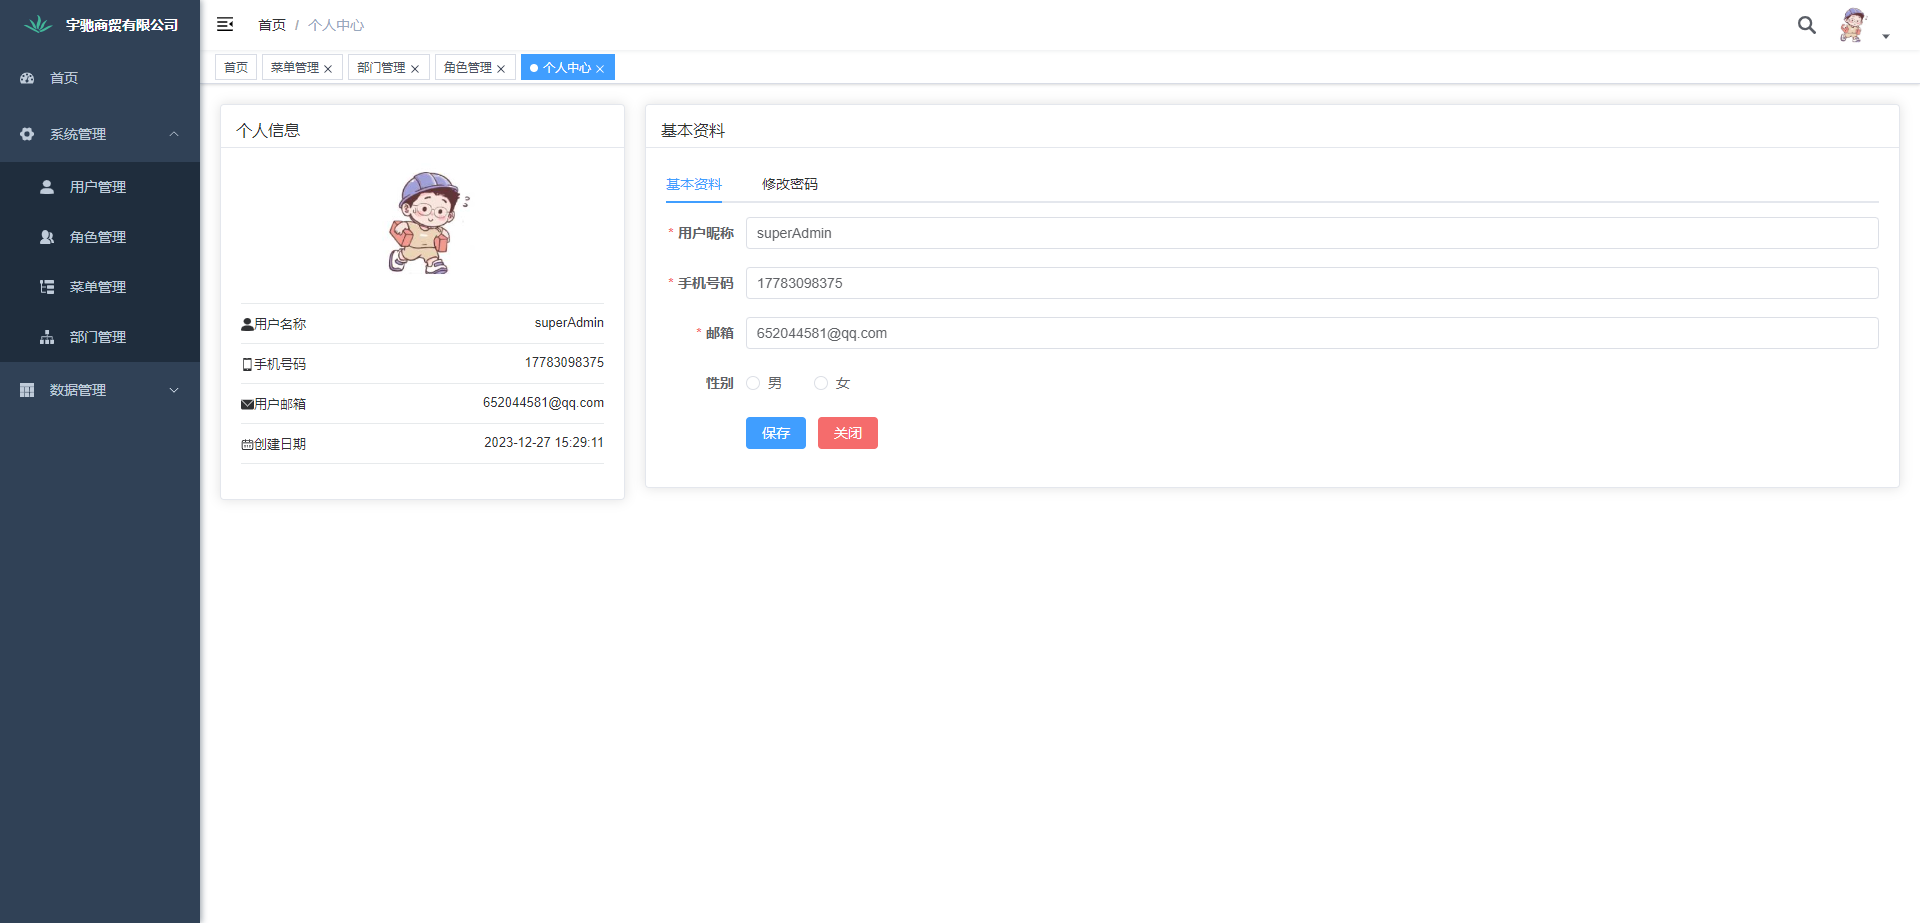 宇驰商贸有限公司
首页 / 个人中心
首页
菜单管理
部门管理
角色管理
个人中心
首页
系统管理
用户管理
角色管理
菜单管理
部门管理
数据管理
个人信息
用户名称 superAdmin
手机号码 17783098375
用户邮箱 652044581@qq.com
创建日期 2023-12-27 15:29:11
基本资料
基本资料 修改密码
* 用户昵称 superAdmin
* 手机号码 17783098375
* 邮箱 652044581@qq.com
性别 男 女
保存 关闭